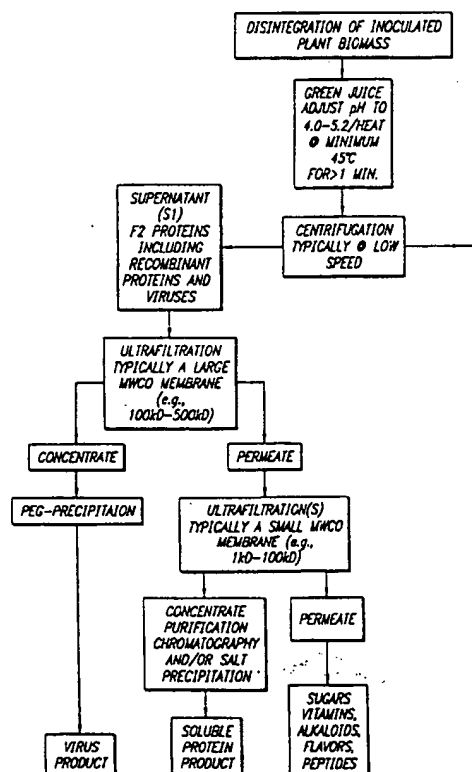 DISINTEGRATION OF INOCULATED
PLANT BIOMASS
GREEN JUICE
ADJUST pH TO
4.0-5.2/HEAT
@ MINIMUM
45°C
FOR>1 MIN.
SUPERNATANT
(S1)
F2 PROTEINS
INCLUDING
RECOMBINANT
PROTEINS AND
VIRUSES
CENTRIFUGATION
TYPICALLY @ LOW
SPEED
ULTRAFILTRATION
TYPICALLY A LARGE
MWCO MEMBRANE
(e.g.,
100kD-500kD)
CONCENTRATE
PERMEATE
PEG-PRECIPITAION
ULTRAFILTRATION(S)
TYPICALLY A SMALL MWCO
MEMBRANE (e.g.,
1kD-100kD)
CONCENTRATE
PURIFICATION
CHROMATOGRAPHY
AND/OR SALT
PRECIPITATION
PERMEATE
VIRUS
PRODUCT
SOLUBLE
PROTEIN
PRODUCT
SUGARS
VITAMINS,
ALKALOIDS,
FLAVORS,
PEPTIDES